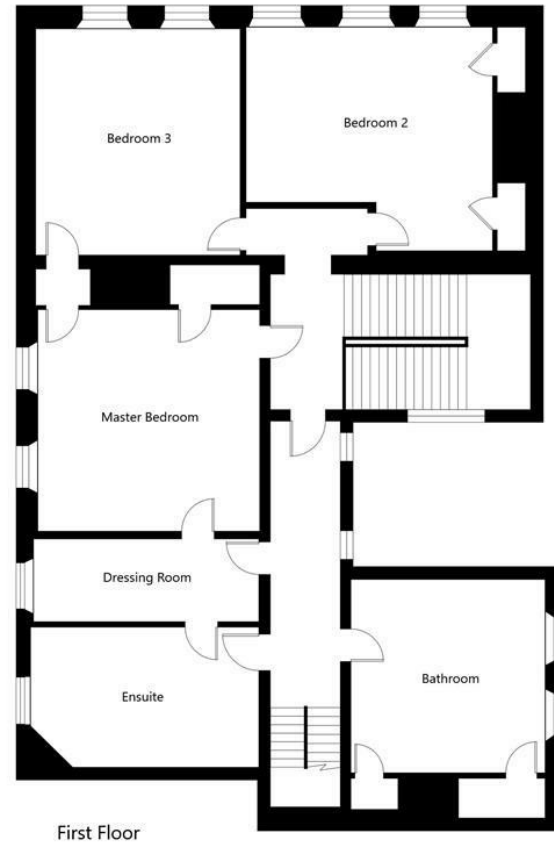 Bedroom 3
Bedroom 2
Master Bedroom
Dressing Room
Ensuite
Bathroom
First Floor